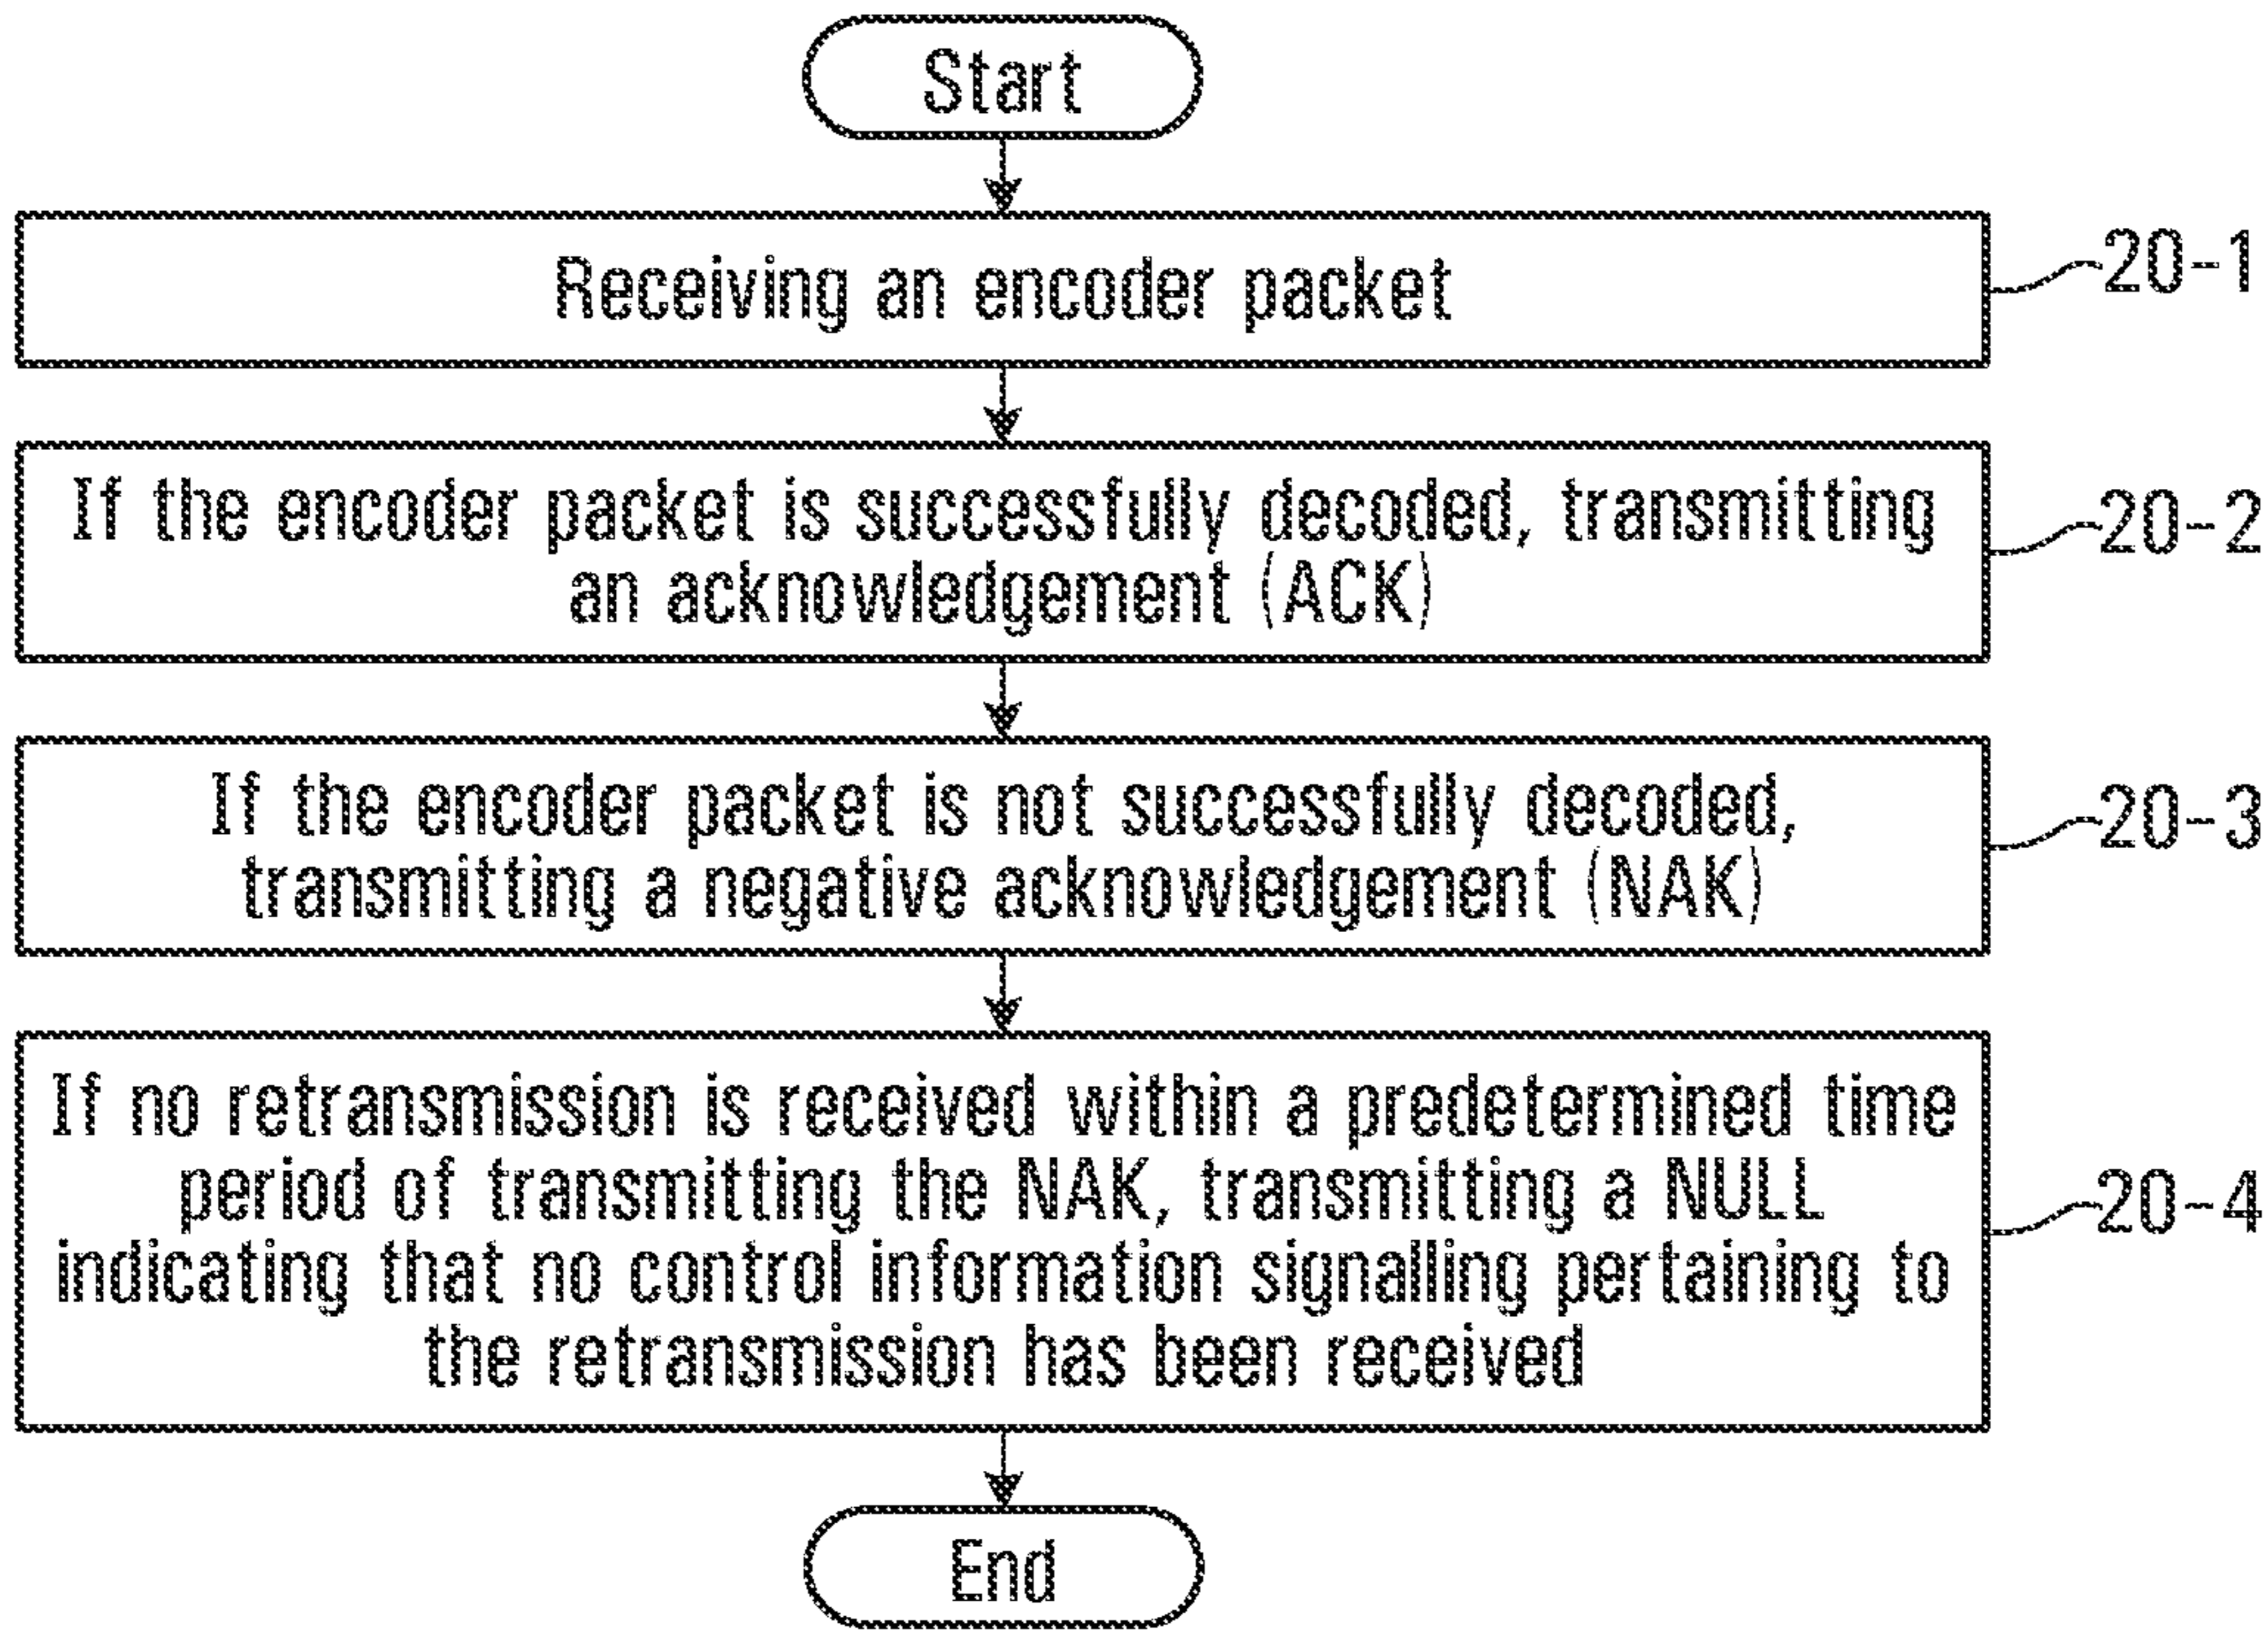 Start
Receiving an encoder packet
20-1
If the encoder packet is successfully decoded, transmitting
an acknowledgement (ACK)
20-2
If the encoder packet is not successfully decoded,
transmitting a negative acknowledgement (NAK)
20-3
If no retransmission is received within a predetermined time
period of transmitting the NAK, transmitting a NULL
indicating that no control information signalling pertaining to
the retransmission has been received
20-4
End